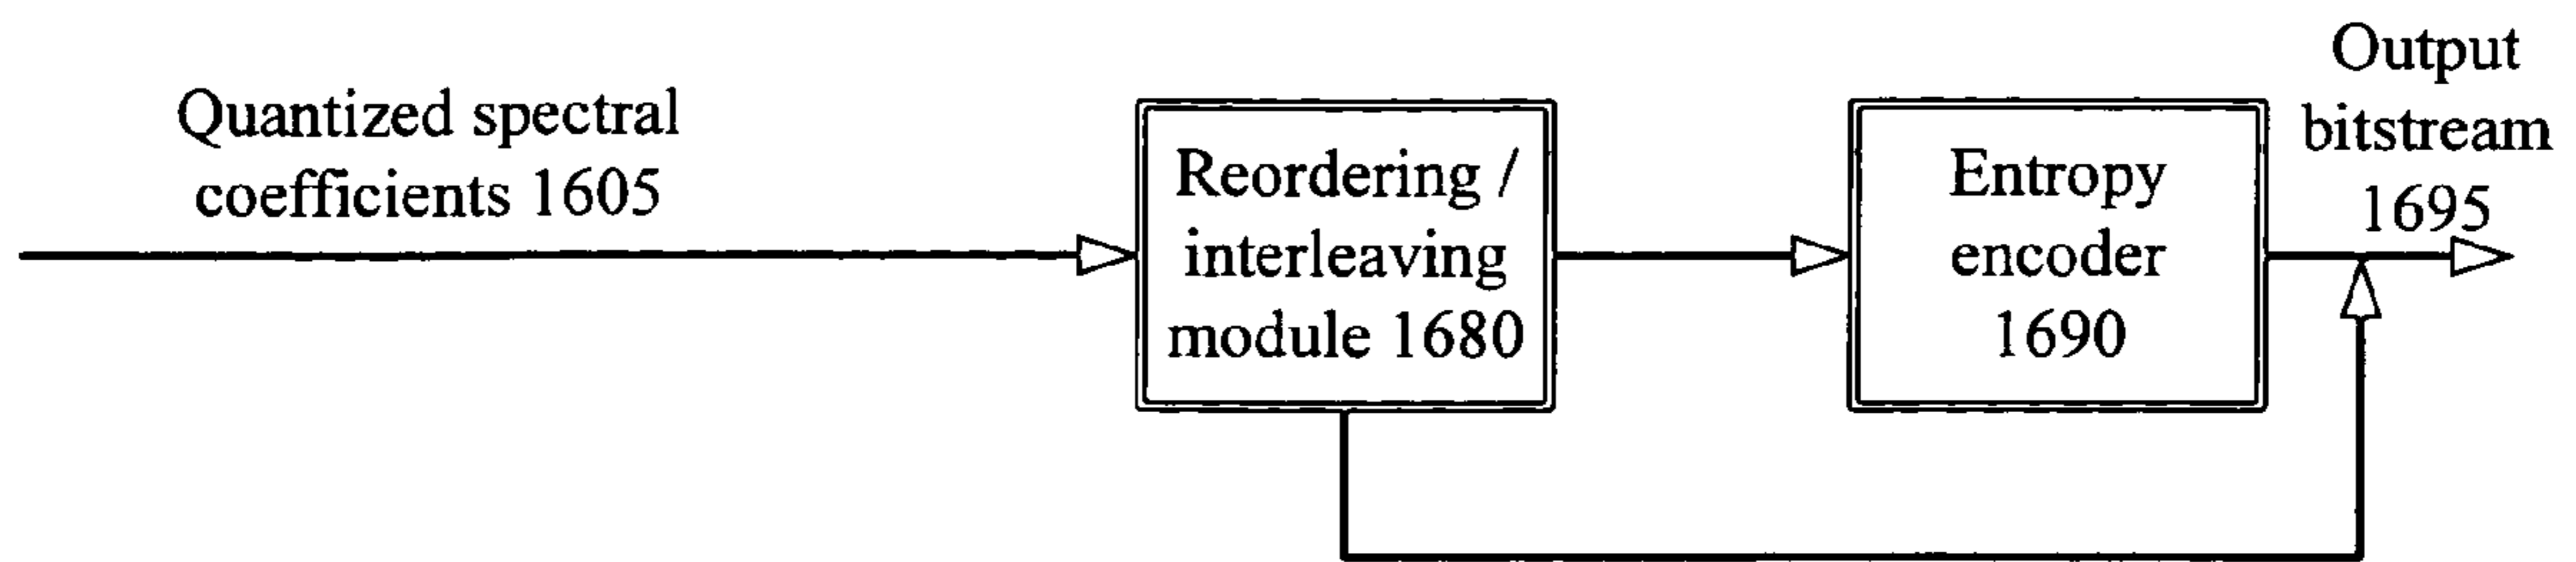 Quantized spectral
coefficients 1605
Reordering /
interleaving
module 1680
Entropy
encoder
1690
Output
bitstream
1695